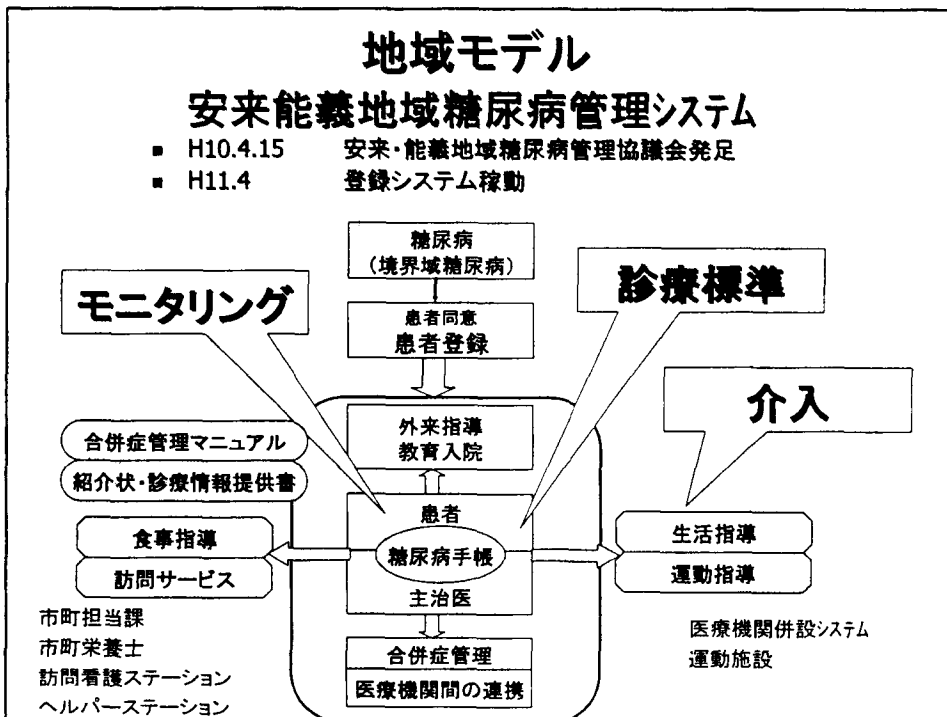 地域モデル
安来能義地域糖尿病管理システム
■ H10.4.15 安来・能義地域糖尿病管理協議会発足
■ H11.4 登録システム稼動
糖尿病
(境界域糖尿病)
モニタリング
診療標準
患者同意
患者登録
介入
外来指導
教育入院
合併症管理マニュアル
紹介状・診療情報提供書
患者
糖尿病手帳
主治医
食事指導
訪問サービス
生活指導
運動指導
市町担当課
市町栄養士
訪問看護ステーション
ヘルパーステーション
合併症管理
医療機関間の連携
医療機関併設システム
運動施設